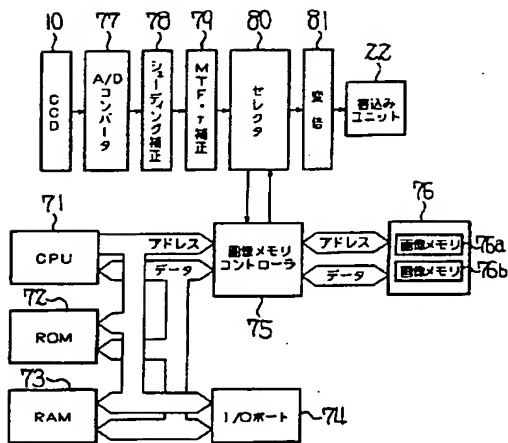 10
77
78
79
80
81
22
CCD
A/Dコンバータ
シェーディング補正
MTF・γ補正
セレクタ
変倍
書込み
ユニット
71
CPU
アドレス
データ
画像メモリ
コントローラ
75
アドレス
データ
76
画像メモリ
76a
画像メモリ
76b
72
ROM
73
RAM
I/Oポート
74